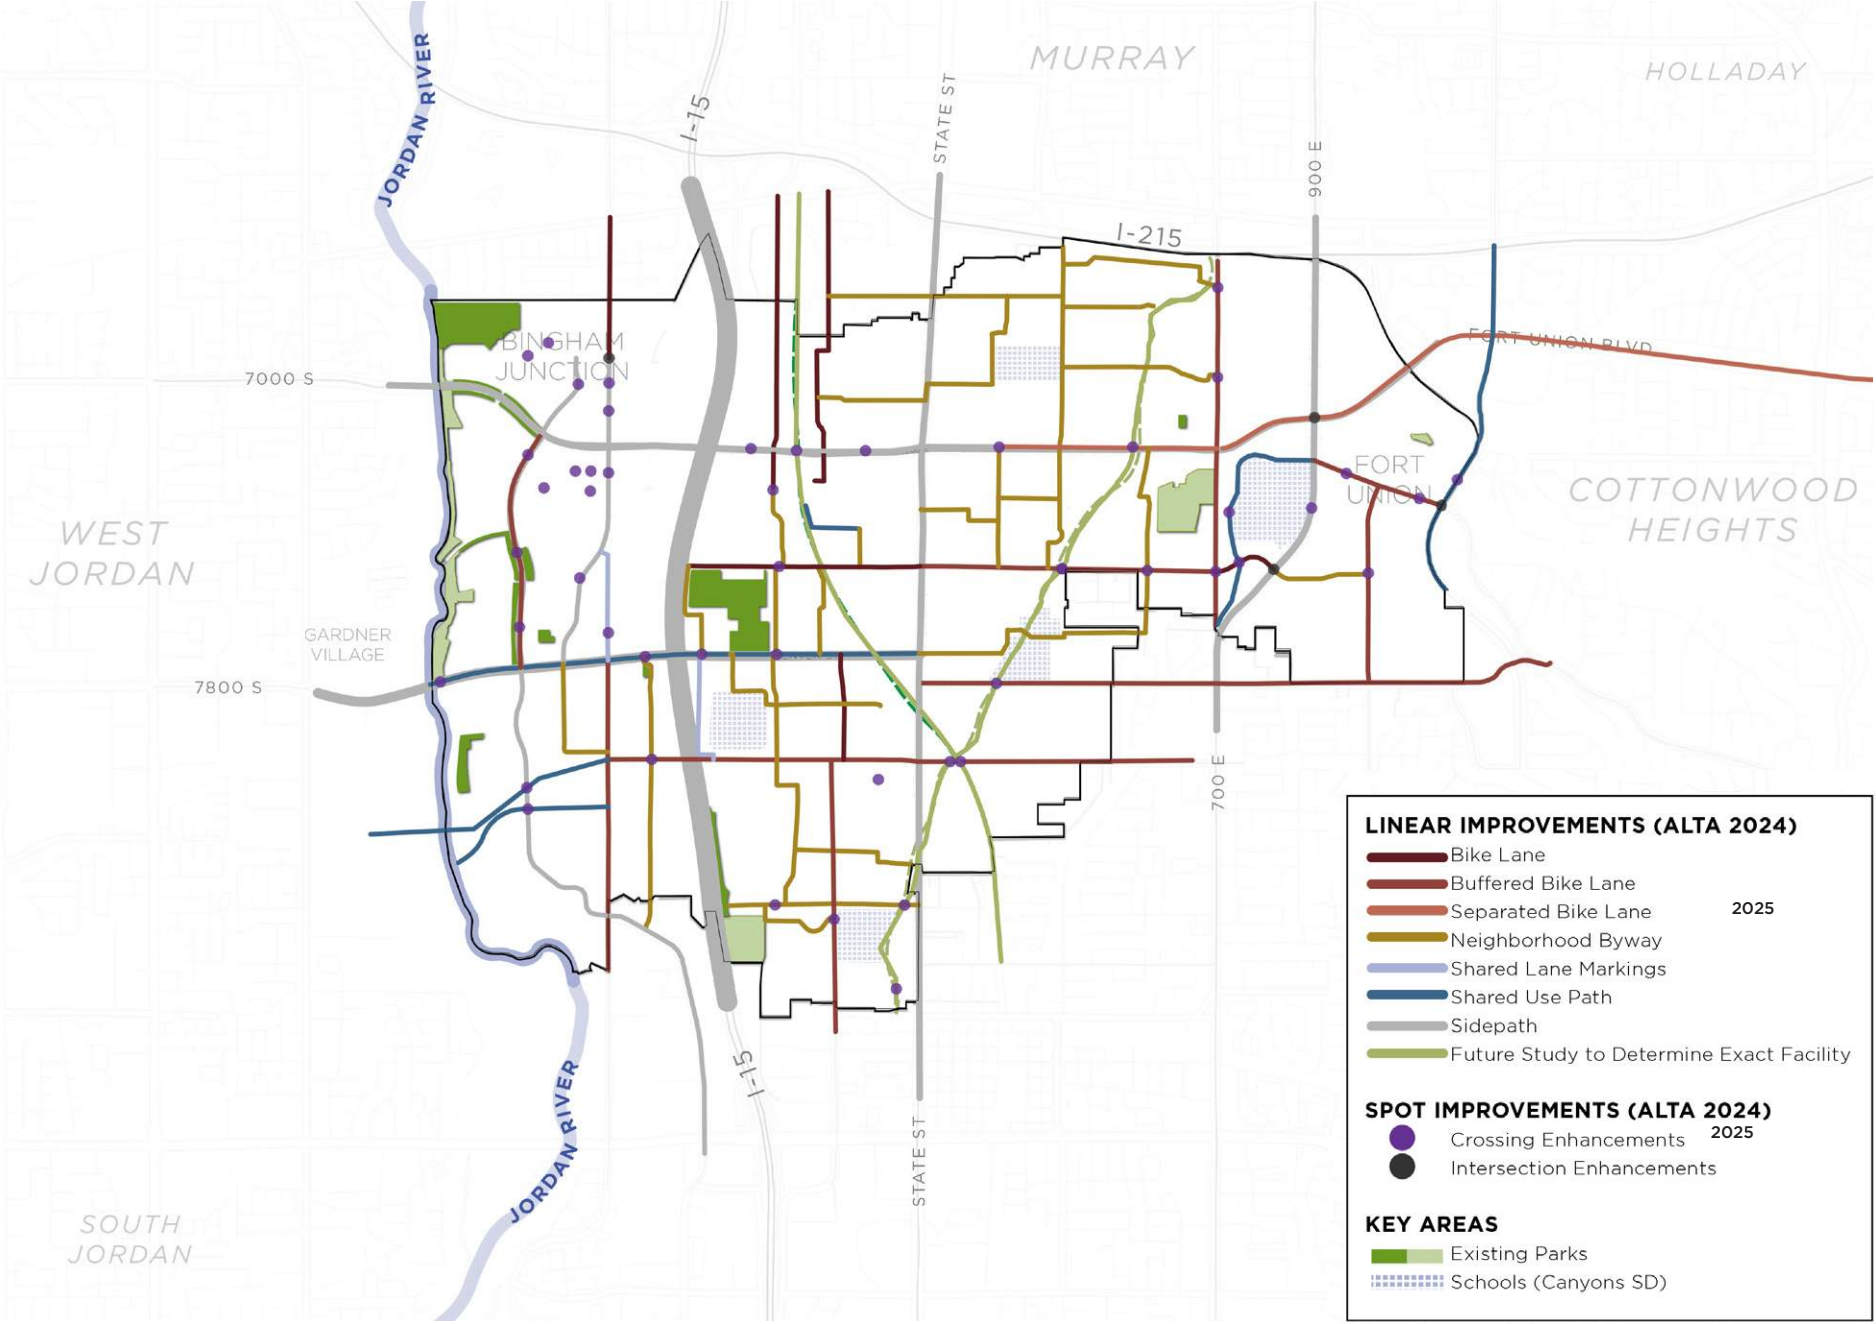 MURRAY
HOLLADAY
JORDAN RIVER
I-15
STATE ST
900 E
I-215
BINGHAM
JUNCTION
FORT UNION BLVD
7000 S
FORT
UNION
COTTONWOOD
HEIGHTS
WEST
JORDAN
GARDNER
VILLAGE
7800 S
700 E
I-15
JORDAN RIVER
STATE ST
SOUTH
JORDAN
LINEAR IMPROVEMENTS (ALTA 2024)
Bike Lane
Buffered Bike Lane
Separated Bike Lane
2025
Neighborhood Byway
Shared Lane Markings
Shared Use Path
Sidepath
Future Study to Determine Exact Facility
SPOT IMPROVEMENTS (ALTA 2024)
2025
Crossing Enhancements
Intersection Enhancements
KEY AREAS
Existing Parks
Schools (Canyons SD)